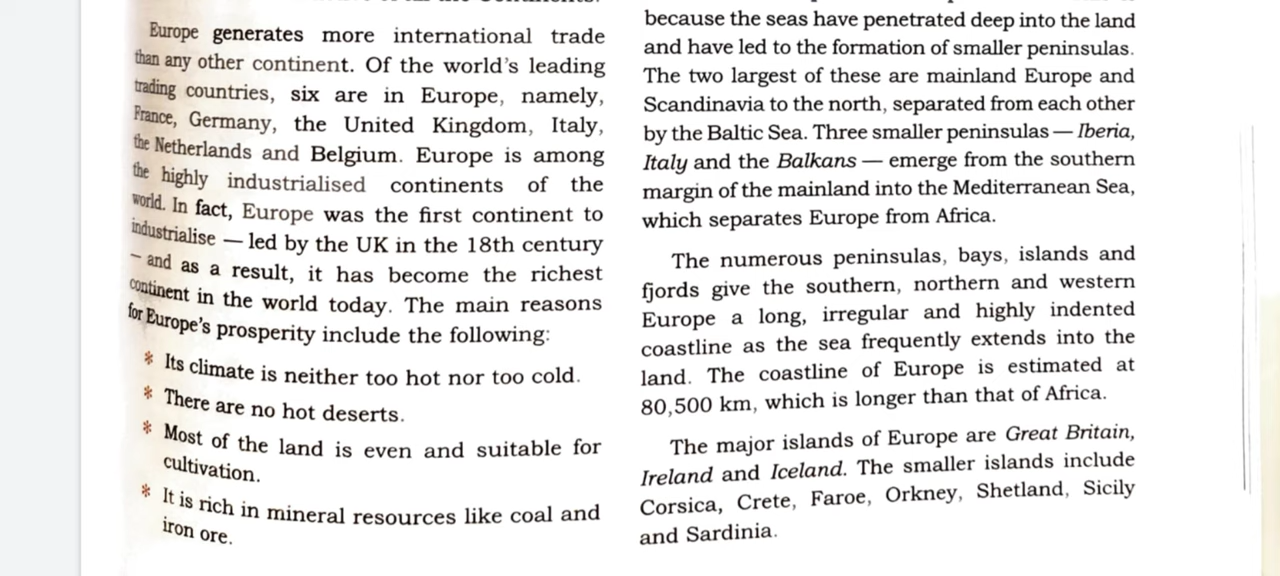 Europe generates more international trade
than any other continent. Of the world's leading
trading countries, six are in Europe, namely,
France, Germany, the United Kingdom, Italy,
the Netherlands and Belgium. Europe is among
the highly industrialised continents of the
world. In fact, Europe was the first continent to
industrialise — led by the UK in the 18th century
– and as a result, it has become the richest
continent in the world today. The main reasons
for Europe's prosperity include the following:
* Its climate is neither too hot nor too cold.
* There are no hot deserts.
* Most of the land is even and suitable for
cultivation.
* It is rich in mineral resources like coal and
iron ore.
because the seas have penetrated deep into the land
and have led to the formation of smaller peninsulas.
The two largest of these are mainland Europe and
Scandinavia to the north, separated from each other
by the Baltic Sea. Three smaller peninsulas — Iberia,
Italy and the Balkans — emerge from the southern
margin of the mainland into the Mediterranean Sea,
which separates Europe from Africa.
The numerous peninsulas, bays, islands and
fjords give the southern, northern and western
Europe a long, irregular and highly indented
coastline as the sea frequently extends into the
land. The coastline of Europe is estimated at
80,500 km, which is longer than that of Africa.
The major islands of Europe are Great Britain,
Ireland and Iceland. The smaller islands include
Corsica, Crete, Faroe, Orkney, Shetland, Sicily
and Sardinia.